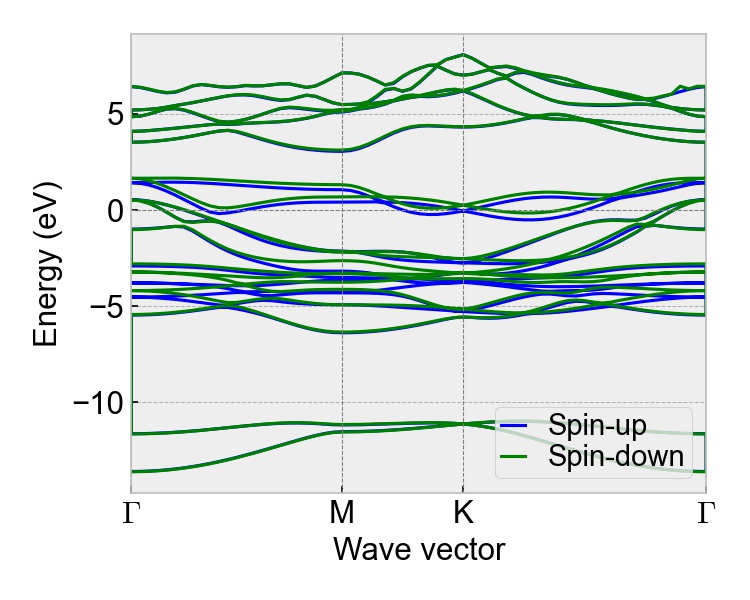 Energy (eV)
5
0
−5
−10
Spin-up
Spin-down
Γ M K Γ
Wave vector